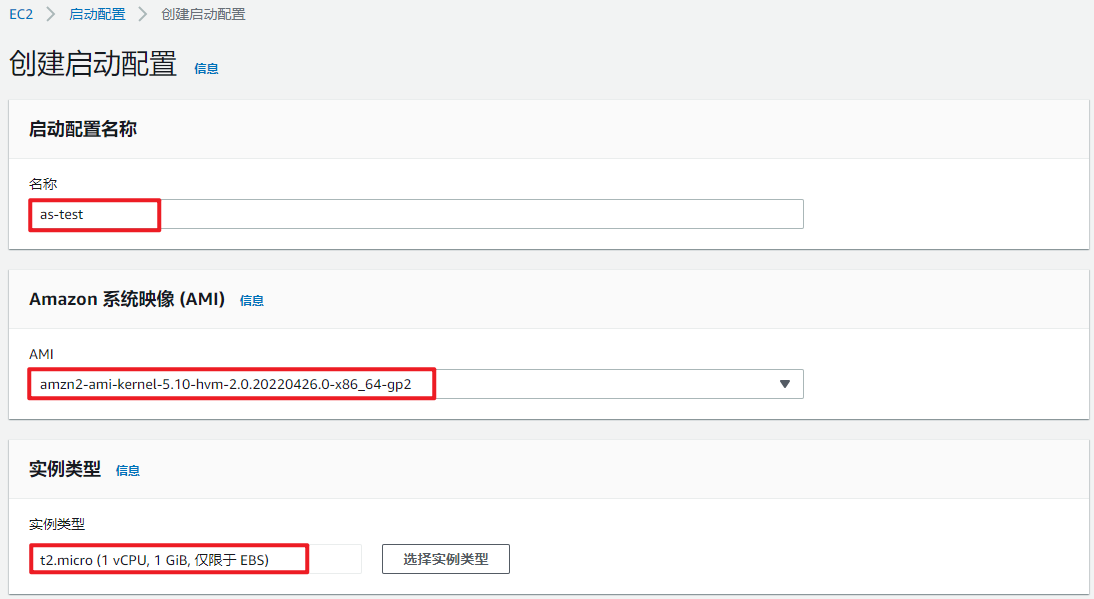 EC2 > 启动配置 > 创建启动配置
创建启动配置 信息
启动配置名称
名称
as-test
Amazon 系统映像 (AMI) 信息
AMI
amzn2-ami-kernel-5.10-hvm-2.0.20220426.0-x86_64-gp2
实例类型 信息
实例类型
t2.micro (1 vCPU, 1 GiB, 仅限于 EBS) 选择实例类型